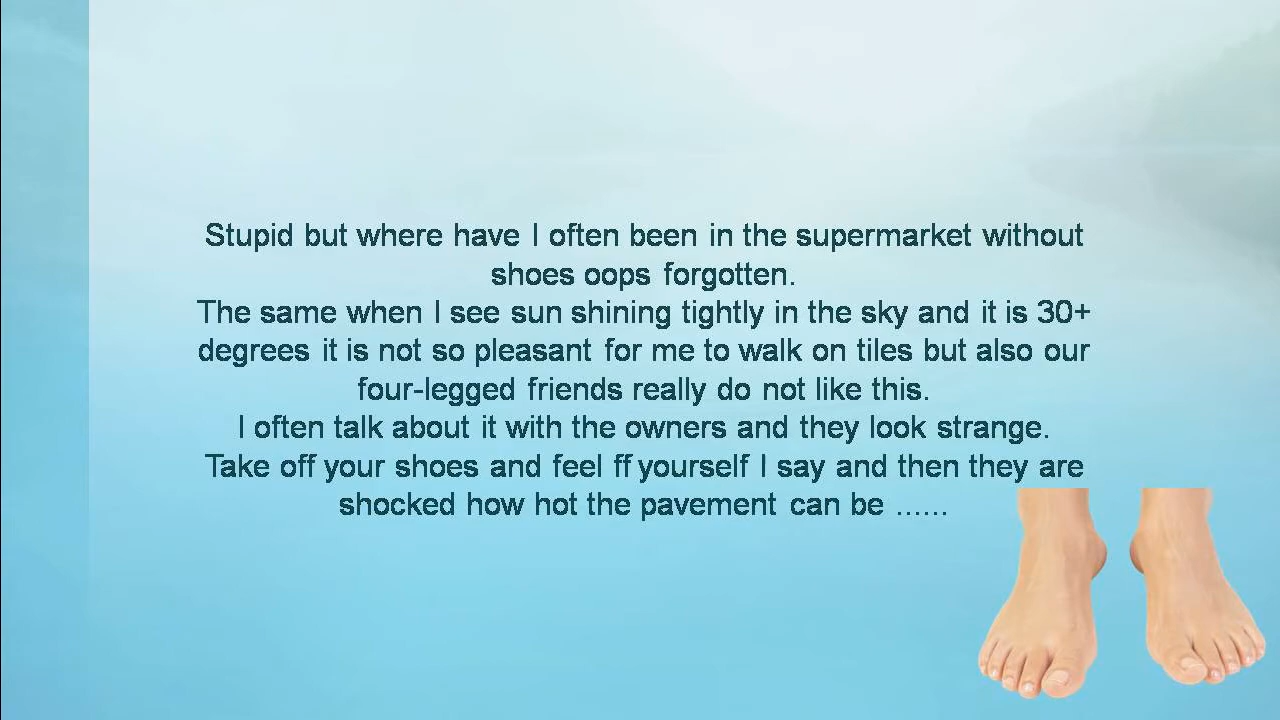 Stupid but where have I often been in the supermarket without
shoes oops forgotten.
The same when I see sun shining tightly in the sky and it is 30+
degrees it is not so pleasant for me to walk on tiles but also our
four-legged friends really do not like this.
I often talk about it with the owners and they look strange.
Take off your shoes and feel ff yourself I say and then they are
shocked how hot the pavement can be ......